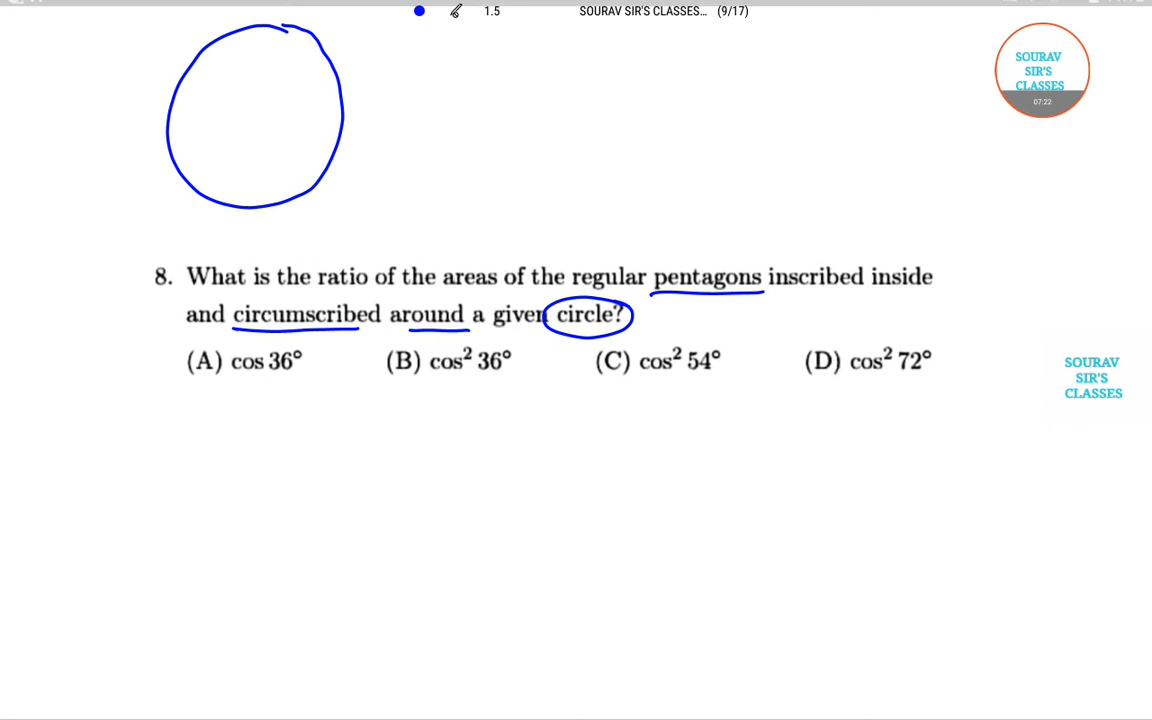 1.5 SOURAV SIR'S CLASSES... (9/17)
SOURAV
SIR'S
CLASSES
07:22
8. What is the ratio of the areas of the regular pentagons inscribed inside
and circumscribed around a given circle?
(A) cos 36° (B) cos² 36° (C) cos² 54° (D) cos² 72°
SOURAV
SIR'S
CLASSES